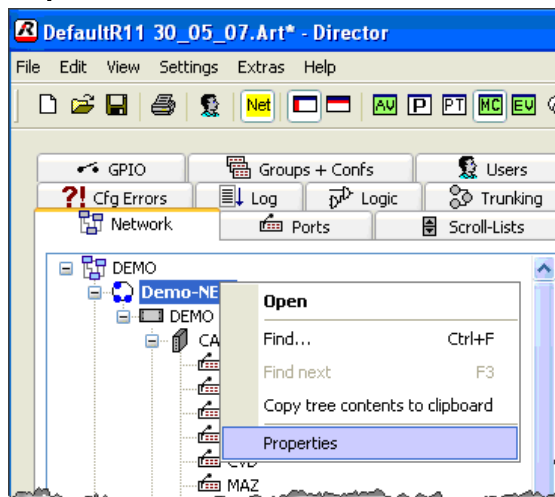 DefaultR11 30_05_07.Art* - Director
File Edit View Settings Extras Help
Net AV P PT MC EV
GPIO Groups + Confs Users
?! Cfg Errors Log Logic Trunking
Network Ports Scroll-Lists
DEMO
Demo-NE
Open
DEMO
Find... Ctrl+F
CA
Find next F3
Copy tree contents to clipboard
Properties
MAZ